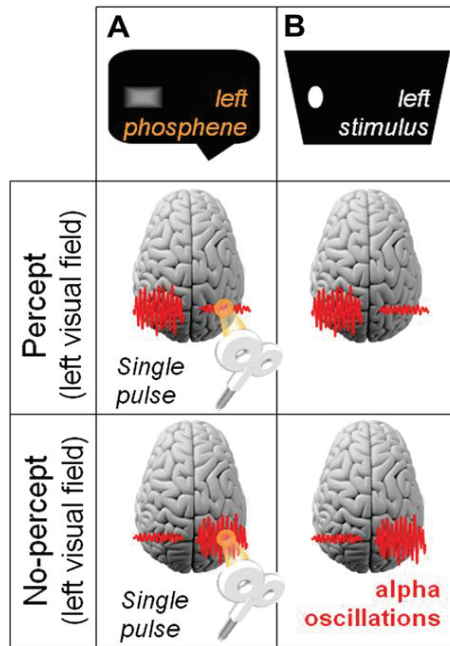 A
B
left
phosphene
left
stimulus
Percept
(left visual field)
Single
pulse
No-percept
(left visual field)
Single
pulse
alpha
oscillations